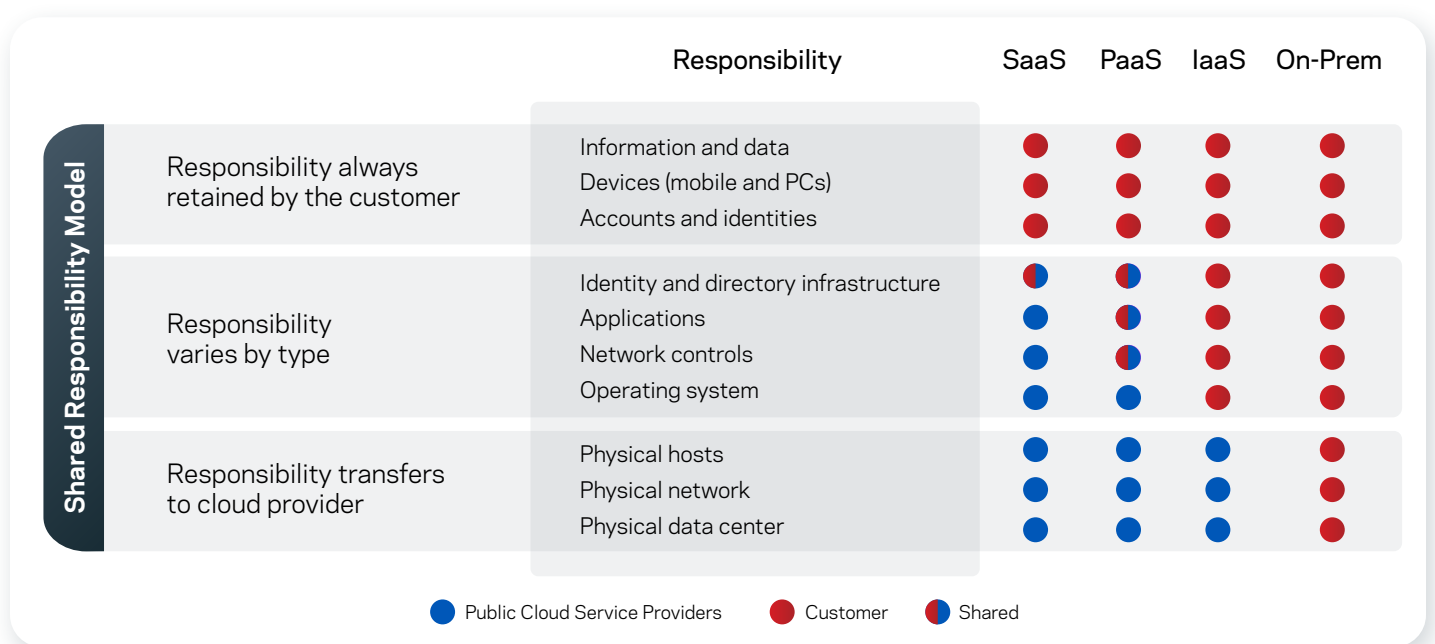 Responsibility SaaS PaaS IaaS On-Prem
Shared Responsibility Model
Responsibility always
retained by the customer
Information and data
Devices (mobile and PCs)
Accounts and identities
Responsibility
varies by type
Identity and directory infrastructure
Applications
Network controls
Operating system
Responsibility transfers
to cloud provider
Physical hosts
Physical network
Physical data center
Public Cloud Service Providers Customer Shared